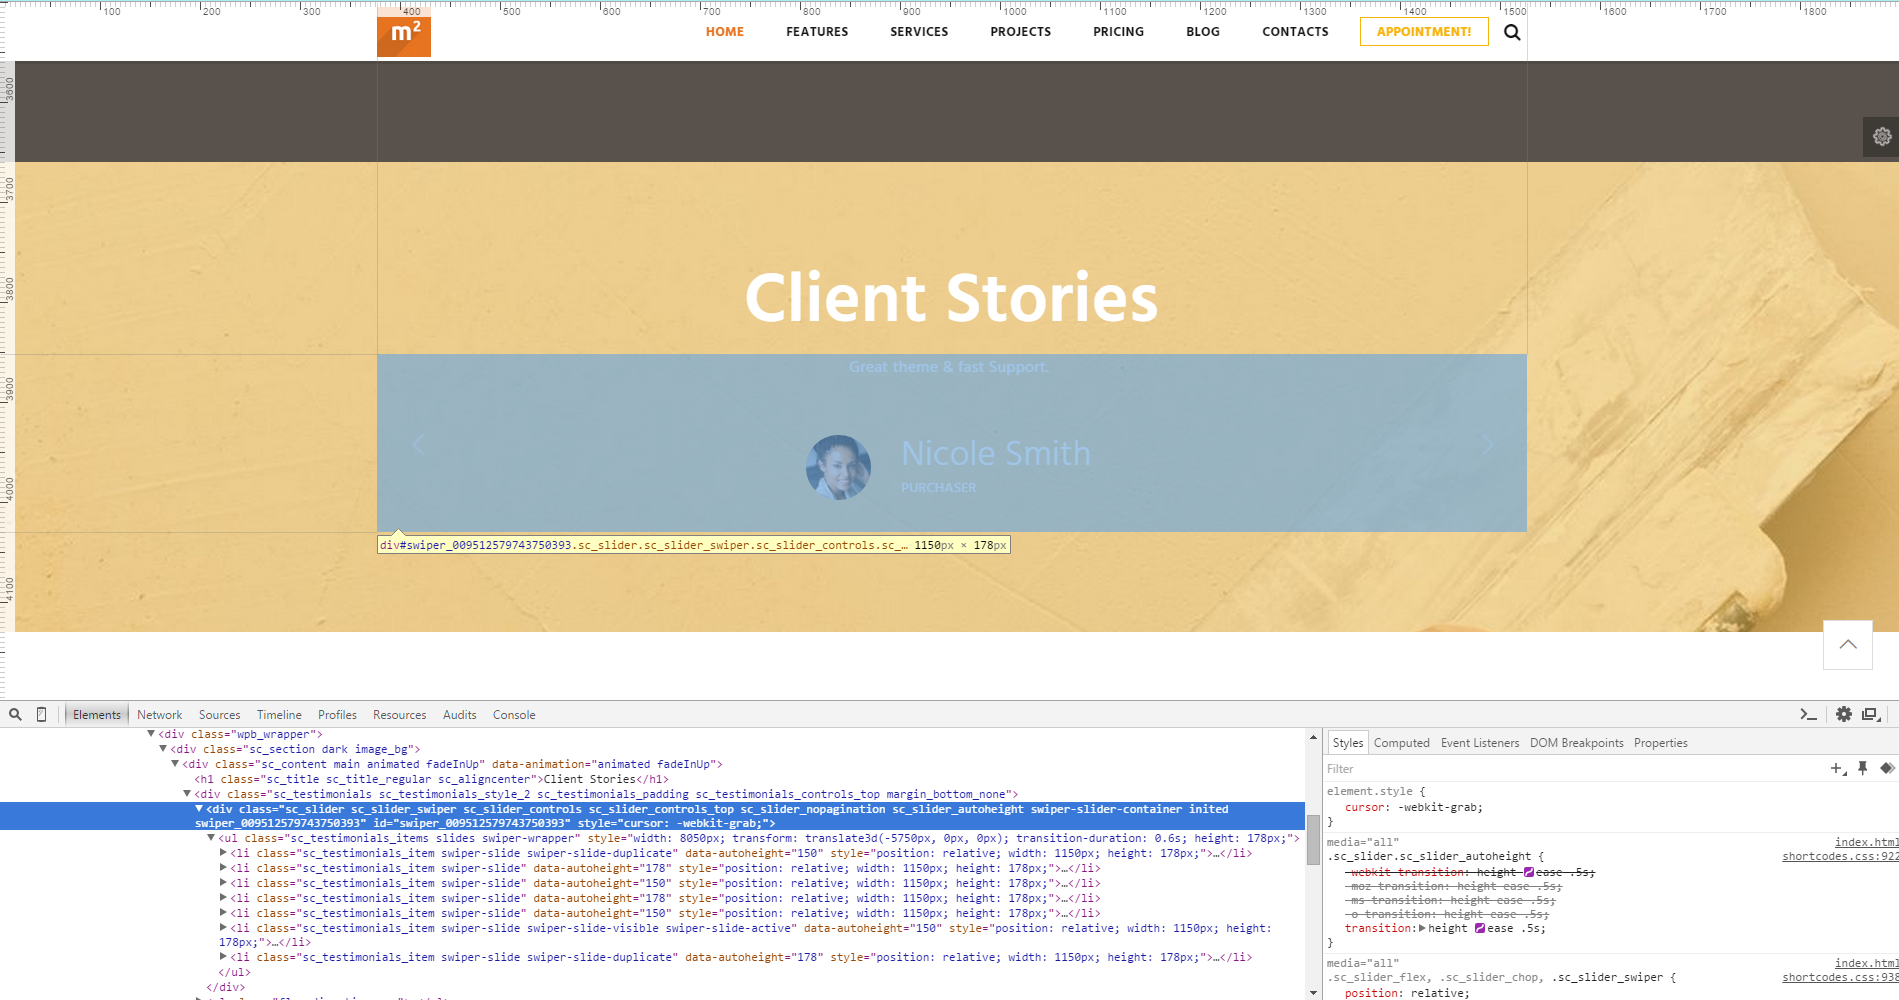 100 200 300 400 500 600 700 800 900 1000 1100 1200 1300 1400 1500 1600 1700 1800
m2 HOME FEATURES SERVICES PROJECTS PRICING BLOG CONTACTS APPOINTMENT!
3600
3700
3800
3900
4000
4100
Client Stories
Great theme & fast Support.
Nicole Smith
PURCHASER
div#swiper_009512579743750393.sc_slider.sc_slider_swiper.sc_slider_controls.sc_… 1150px × 178px
Elements Network Sources Timeline Profiles Resources Audits Console
<div class="wpb_wrapper">
<div class="sc_section dark image_bg">
<div class="sc_content main animated fadeInUp" data-animation="animated fadeInUp">
<h1 class="sc_title sc_title_regular sc_aligncenter">Client Stories</h1>
<div class="sc_testimonials sc_testimonials_style_2 sc_testimonials_padding sc_testimonials_controls_top margin_bottom_none">
<div class="sc_slider sc_slider_swiper sc_slider_controls sc_slider_controls_top sc_slider_nopagination sc_slider_autoheight swiper-slider-container inited
swiper_009512579743750393" id="swiper_009512579743750393" style="cursor: -webkit-grab;">
<ul class="sc_testimonials_items slides swiper-wrapper" style="width: 8050px; transform: translate3d(-5750px, 0px, 0px); transition-duration: 0.6s; height: 178px;">
<li class="sc_testimonials_item swiper-slide swiper-slide-duplicate" data-autoheight="150" style="position: relative; width: 1150px; height: 178px;">…</li>
<li class="sc_testimonials_item swiper-slide" data-autoheight="178" style="position: relative; width: 1150px; height: 178px;">…</li>
<li class="sc_testimonials_item swiper-slide" data-autoheight="150" style="position: relative; width: 1150px; height: 178px;">…</li>
<li class="sc_testimonials_item swiper-slide" data-autoheight="178" style="position: relative; width: 1150px; height: 178px;">…</li>
<li class="sc_testimonials_item swiper-slide" data-autoheight="150" style="position: relative; width: 1150px; height: 178px;">…</li>
<li class="sc_testimonials_item swiper-slide swiper-slide-visible swiper-slide-active" data-autoheight="150" style="position: relative; width: 1150px; height:
178px;">…</li>
<li class="sc_testimonials_item swiper-slide swiper-slide-duplicate" data-autoheight="178" style="position: relative; width: 1150px; height: 178px;">…</li>
</ul>
</div>
Styles Computed Event Listeners DOM Breakpoints Properties
Filter
element.style {
cursor: -webkit-grab;
}
media="all" index.html
.sc_slider.sc_slider_autoheight { shortcodes.css:922
-webkit-transition: height ease .5s;
-moz-transition: height ease .5s;
-ms-transition: height ease .5s;
-o-transition: height ease .5s;
transition: height ease .5s;
}
media="all" index.html
.sc_slider_flex, .sc_slider_chop, .sc_slider_swiper { shortcodes.css:938
position: relative;